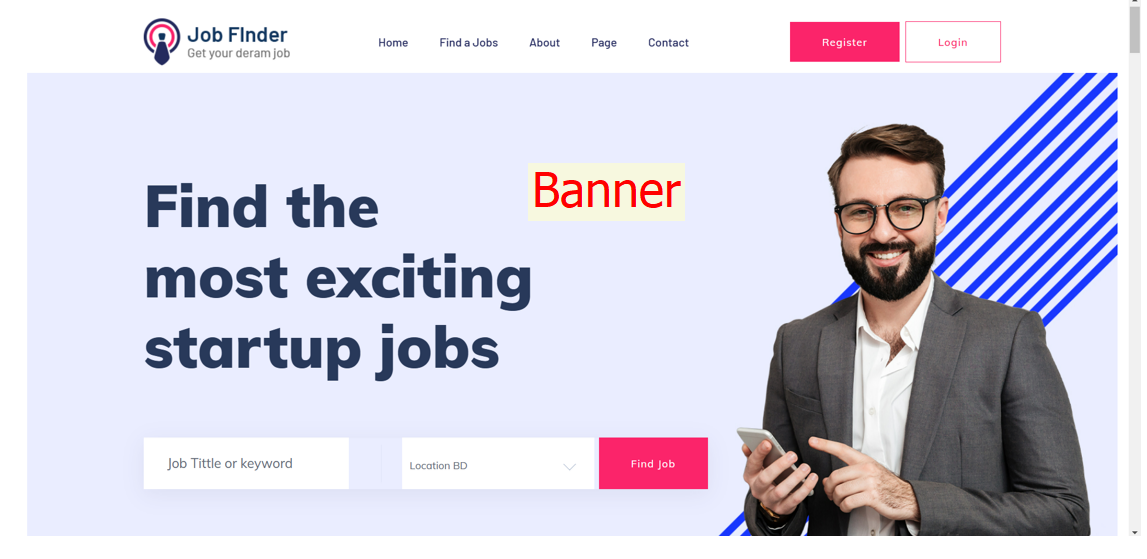 Job FInder
Get your deram job
Home
Find a Jobs
About
Page
Contact
Register
Login
Banner
Find the
most exciting
startup jobs
Job Tittle or keyword
Location BD
Find Job